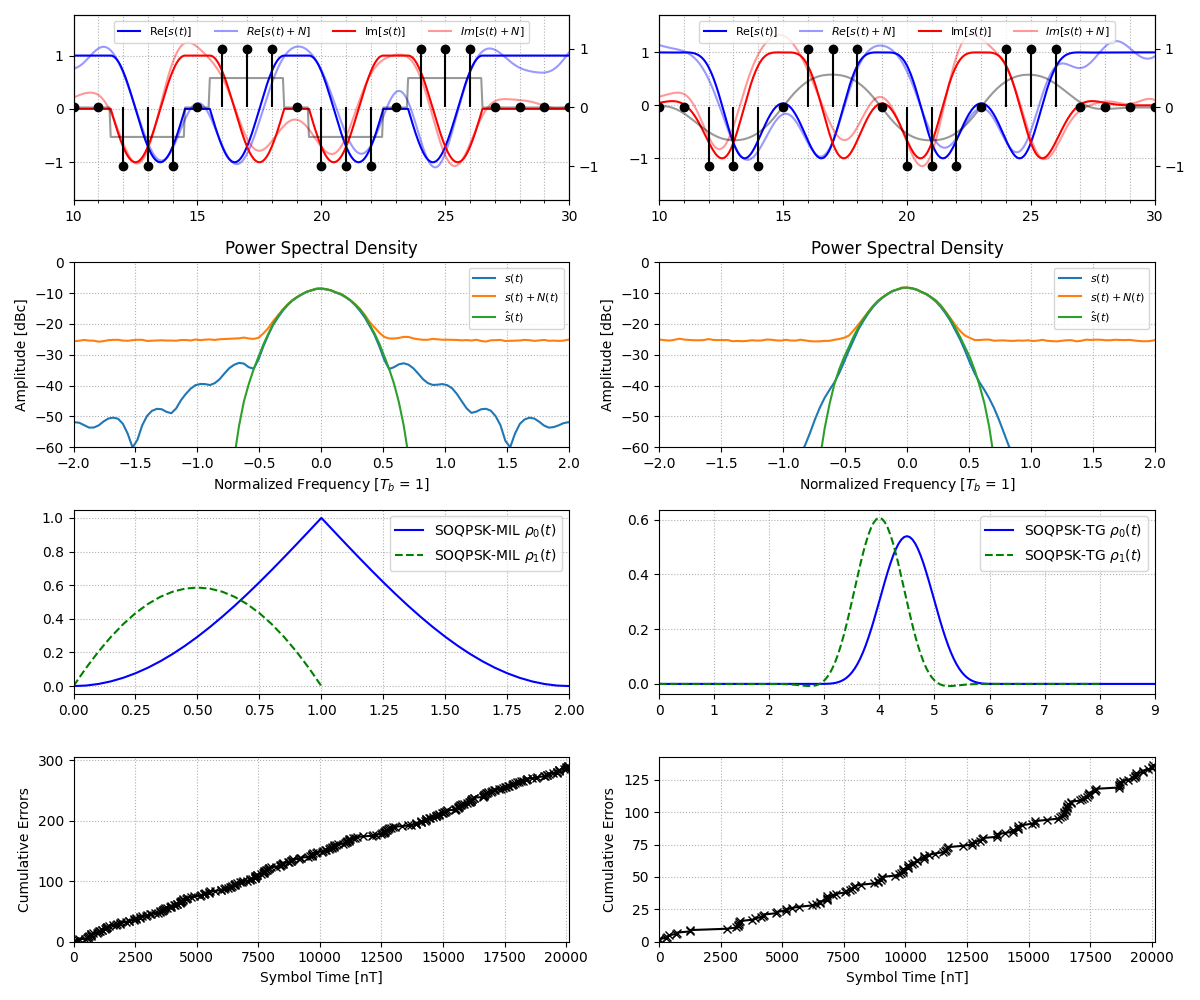 Re[s(t)] Re[s(t) + N] Im[s(t)] Im[s(t) + N]
Re[s(t)] Re[s(t) + N] Im[s(t)] Im[s(t) + N]
1 0 −1
1 0 −1
1 0 −1
1 0 −1
10 15 20 25 30
10 15 20 25 30
Power Spectral Density
Power Spectral Density
s(t)
s(t) + N(t)
ŝ(t)
s(t)
s(t) + N(t)
ŝ(t)
Amplitude [dBc]
0 −10 −20 −30 −40 −50 −60
Amplitude [dBc]
0 −10 −20 −30 −40 −50 −60
−2.0 −1.5 −1.0 −0.5 0.0 0.5 1.0 1.5 2.0
−2.0 −1.5 −1.0 −0.5 0.0 0.5 1.0 1.5 2.0
Normalized Frequency [T_b = 1]
Normalized Frequency [T_b = 1]
SOQPSK-MIL ρ₀(t)
SOQPSK-MIL ρ₁(t)
SOQPSK-TG ρ₀(t)
SOQPSK-TG ρ₁(t)
1.0 0.8 0.6 0.4 0.2 0.0
0.6 0.4 0.2 0.0
0.00 0.25 0.50 0.75 1.00 1.25 1.50 1.75 2.00
0 1 2 3 4 5 6 7 8 9
Cumulative Errors
300 200 100 0
Cumulative Errors
125 100 75 50 25 0
0 2500 5000 7500 10000 12500 15000 17500 20000
0 2500 5000 7500 10000 12500 15000 17500 20000
Symbol Time [nT]
Symbol Time [nT]